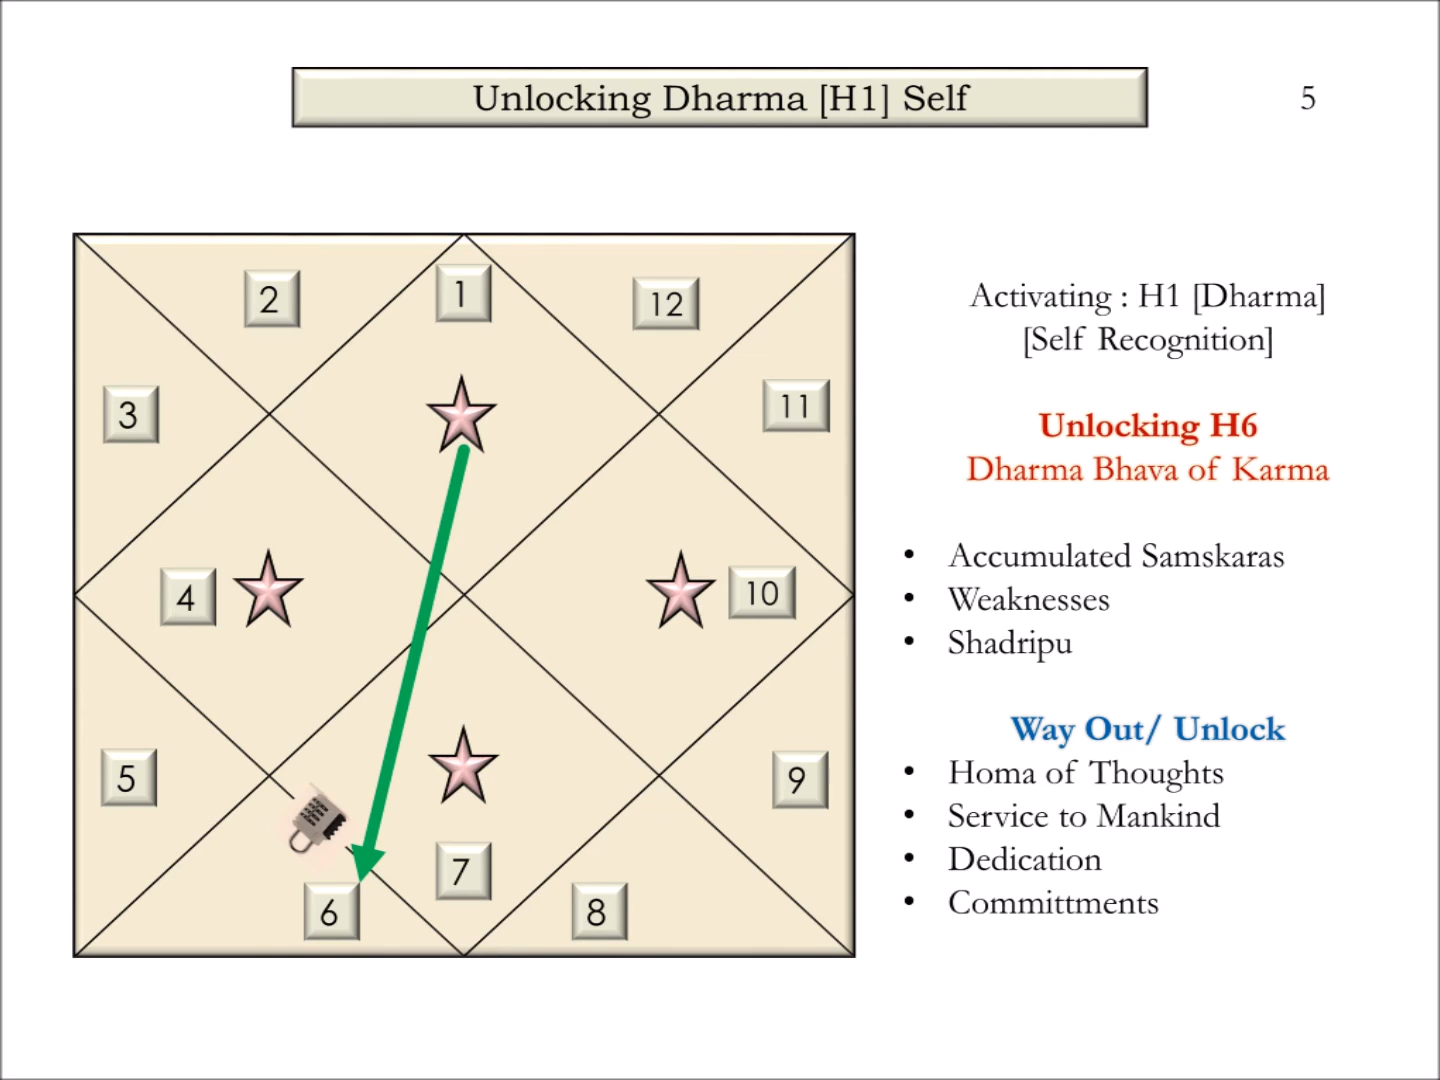 Unlocking Dharma [H1] Self
5
2
1
12
3
11
4
10
5
9
6
7
8
Activating : H1 [Dharma]
[Self Recognition]
Unlocking H6
Dharma Bhava of Karma
• Accumulated Samskaras
• Weaknesses
• Shadripu
Way Out/ Unlock
• Homa of Thoughts
• Service to Mankind
• Dedication
• Committments